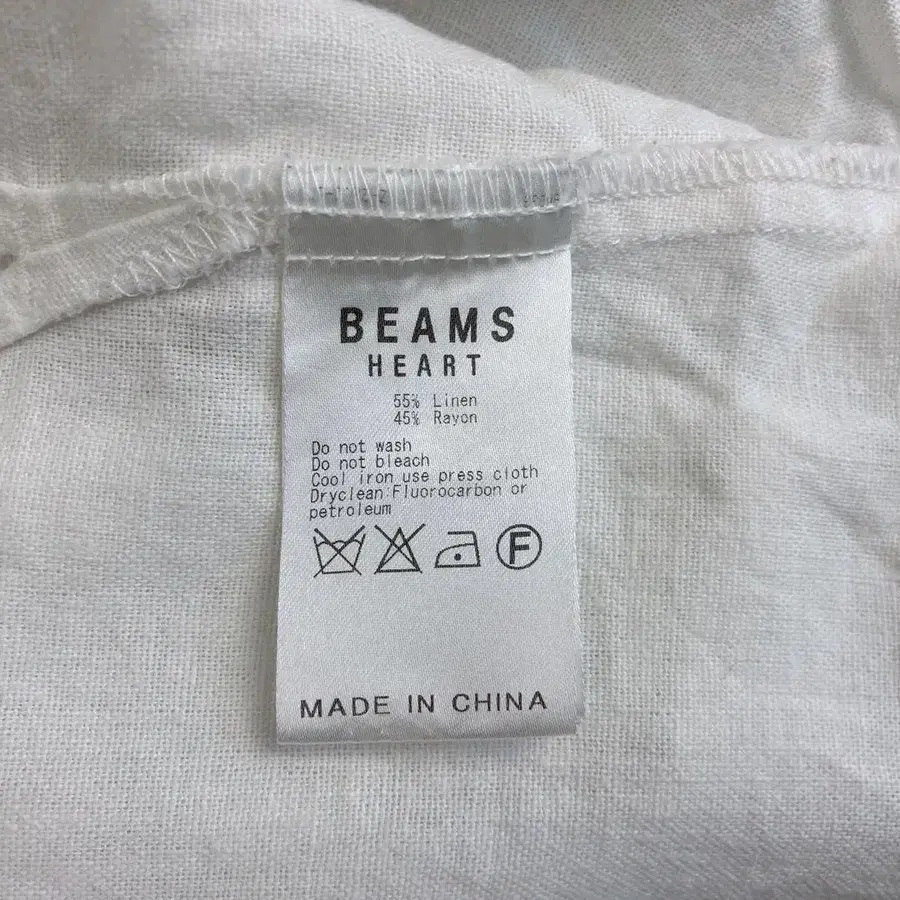 BEAMS
HEART
55% Linen
45% Rayon
Do not wash
Do not bleach
Cool iron use press cloth
Dryclean:Fluorocarbon or
petroleum
F
MADE IN CHINA